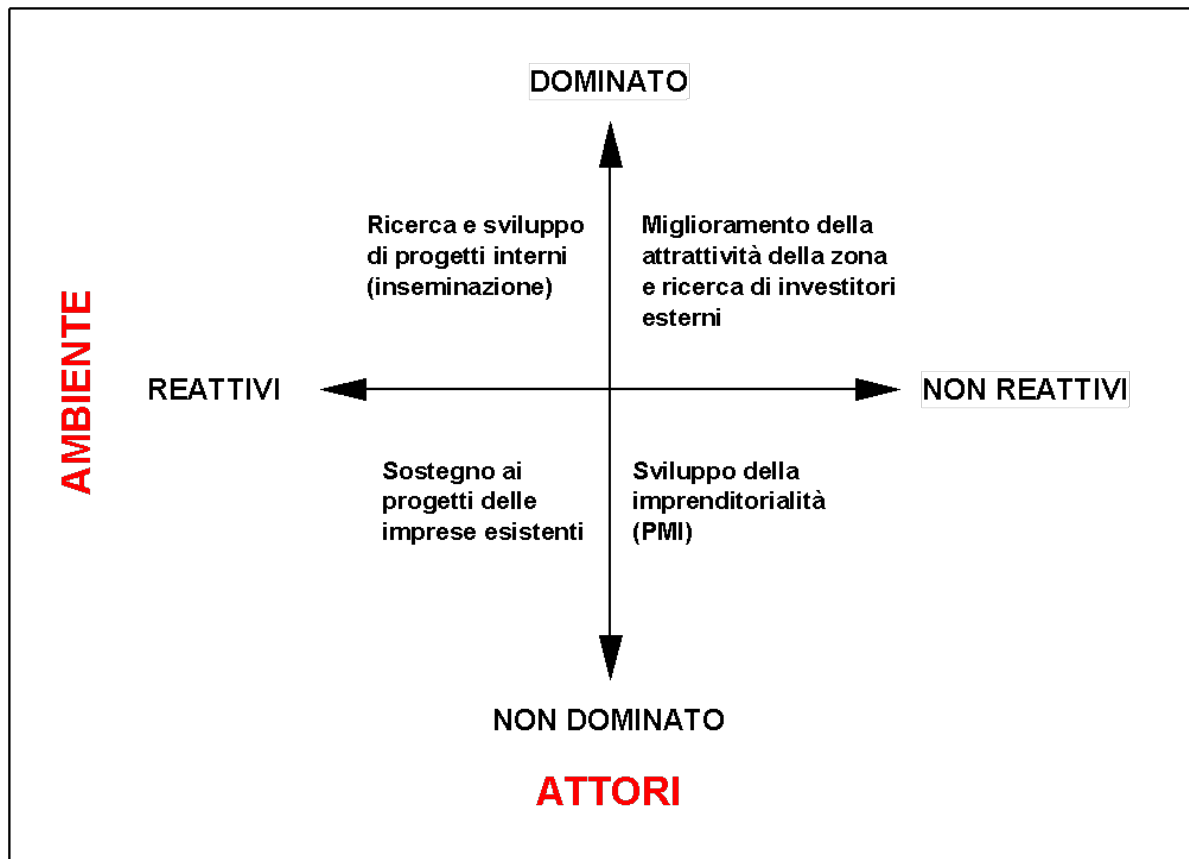 DOMINATO
Ricerca e sviluppo
di progetti interni
(inseminazione)
Miglioramento della
attrattività della zona
e ricerca di investitori
esterni
AMBIENTE
REATTIVI
NON REATTIVI
Sostegno ai
progetti delle
imprese esistenti
Sviluppo della
imprenditorialità
(PMI)
NON DOMINATO
ATTORI